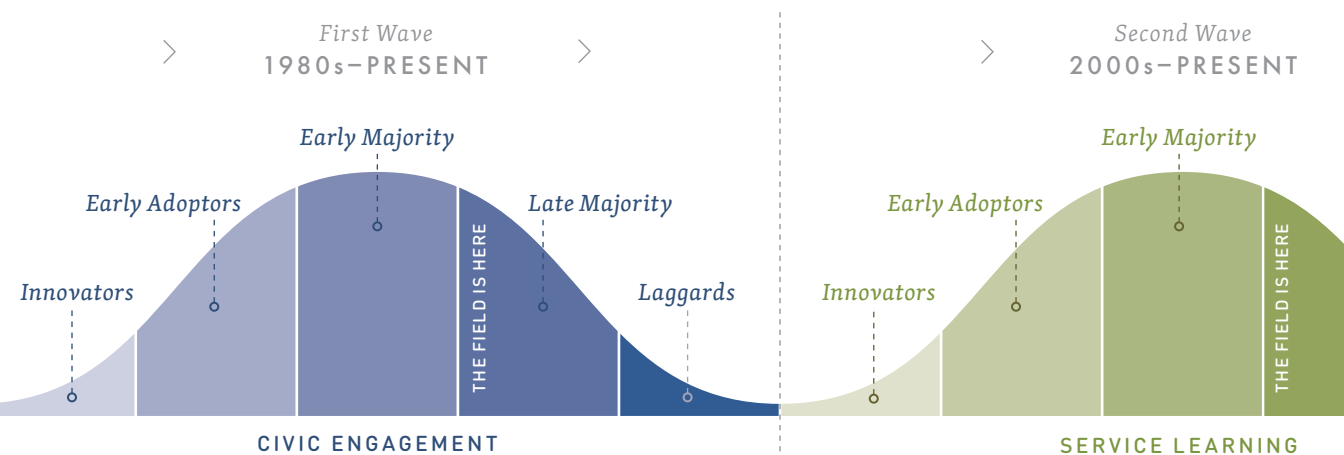 First Wave
1980s–PRESENT
Early Majority
Early Adoptors
Late Majority
Innovators
Laggards
THE FIELD IS HERE
CIVIC ENGAGEMENT
Second Wave
2000s–PRESENT
Early Majority
Early Adoptors
Innovators
THE FIELD IS HERE
SERVICE LEARNING